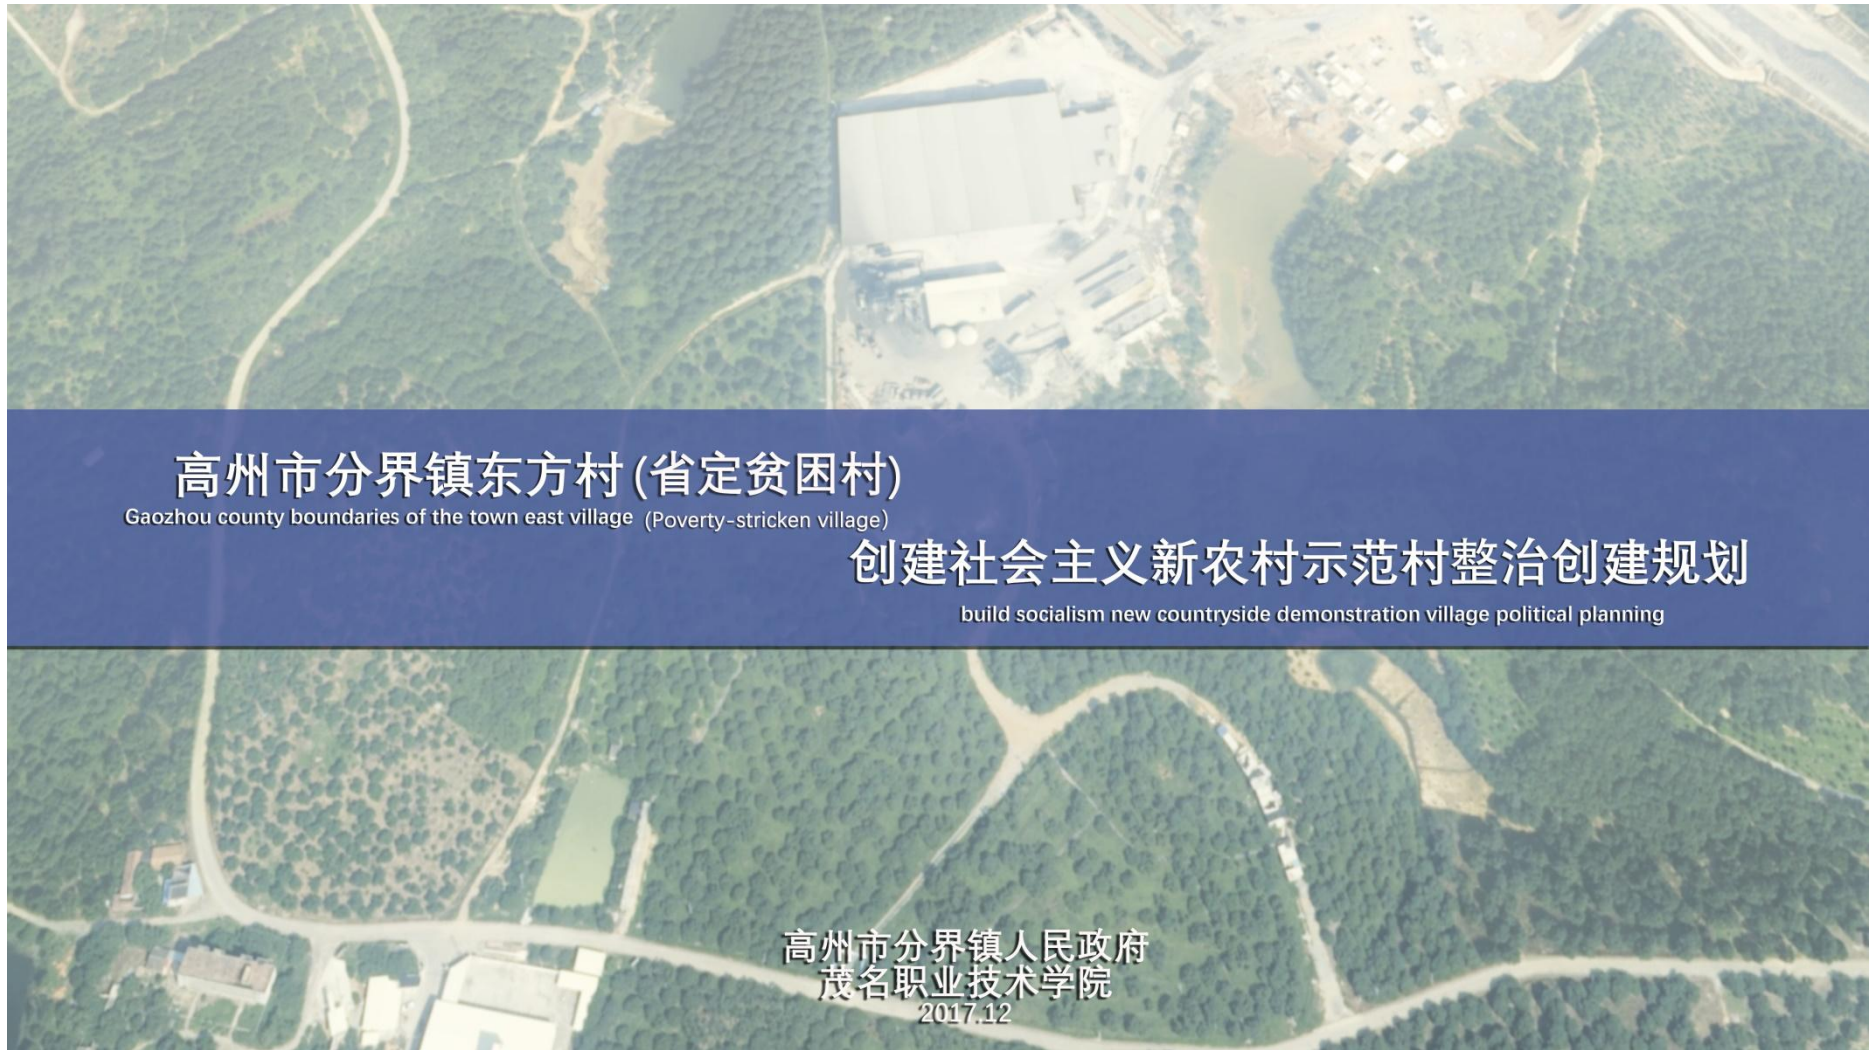 高州市分界镇东方村(省定贫困村)
Gaozhou county boundaries of the town east village (Poverty-stricken village)
创建社会主义新农村示范村整治创建规划
build socialism new countryside demonstration village political planning
高州市分界镇人民政府
茂名职业技术学院
2017.12